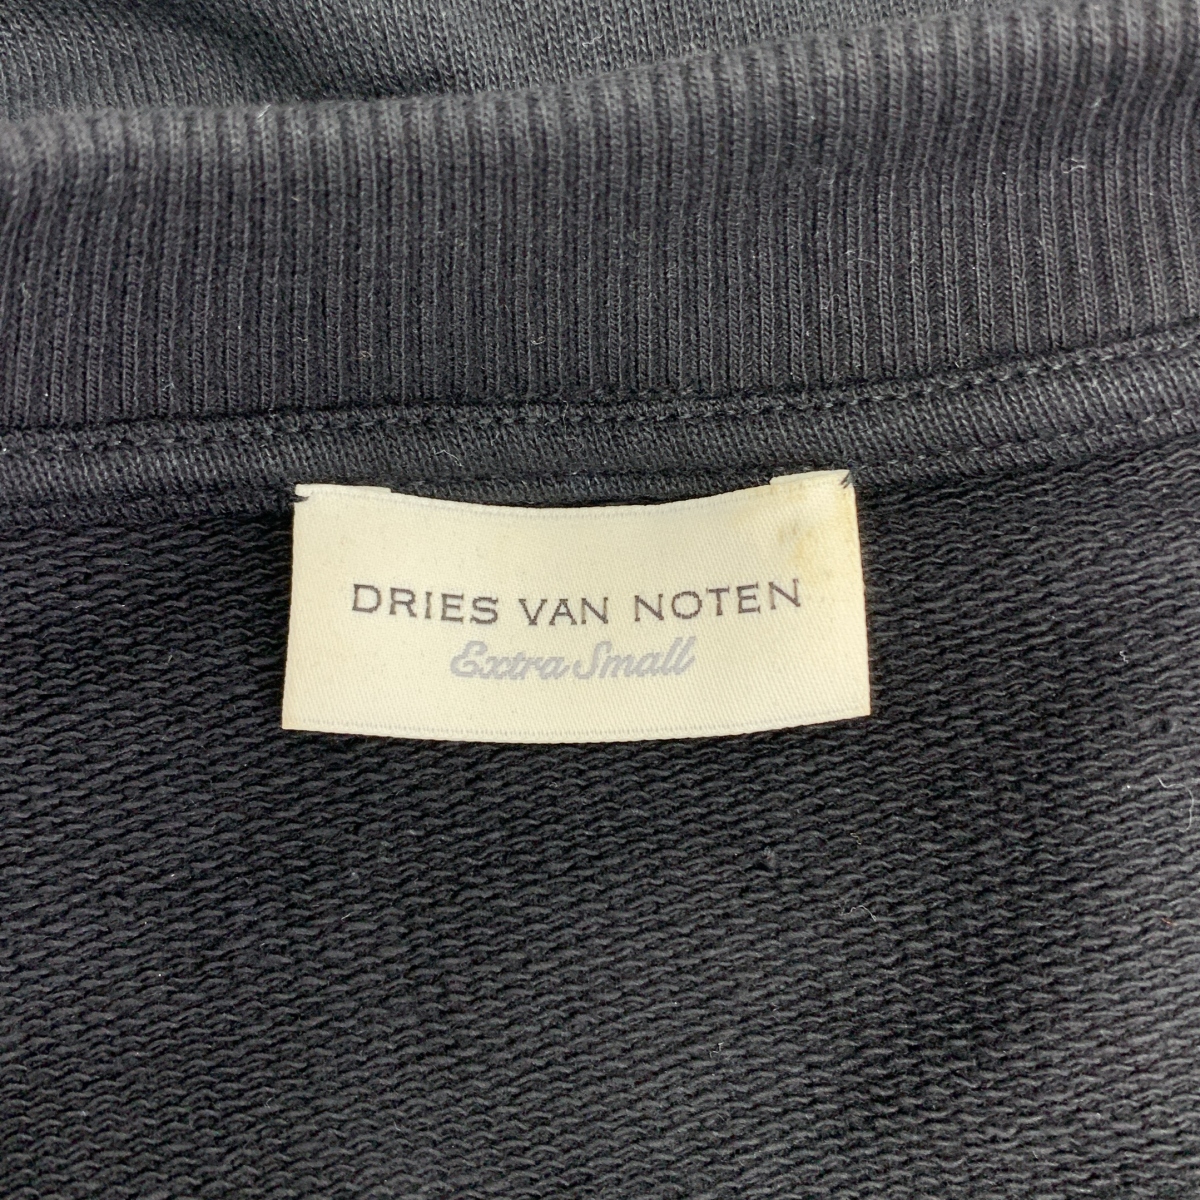 DRIES VAN NOTEN
Extra Small